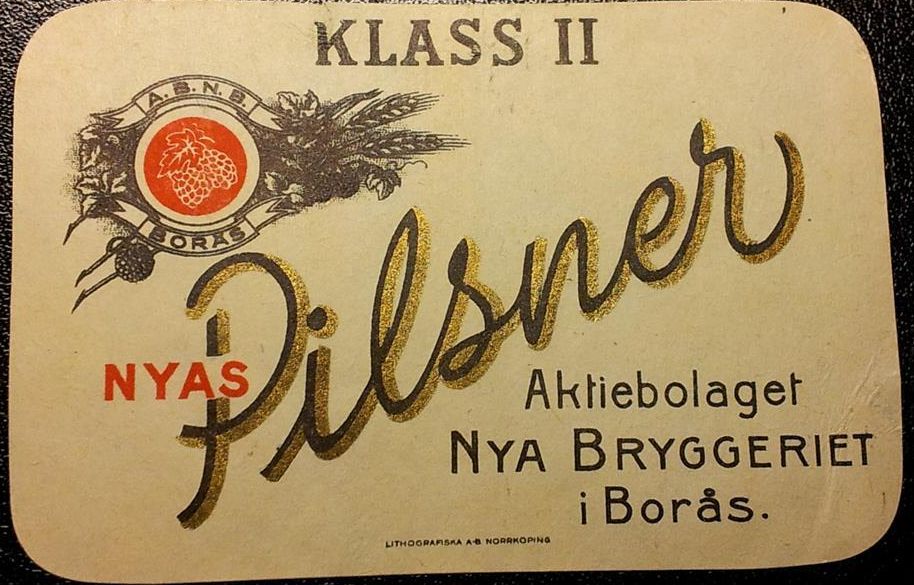 KLASS II
A.B.N.B.
BORÅS
NYAS Pilsner
Aktiebolaget
NYA BRYGGERIET
i Borås.
LITHOGRAFISKA A-B NORRKÖPING